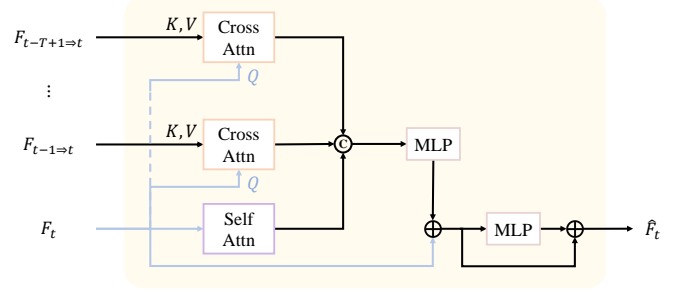 F_{t-T+1⇒t}
K, V
Cross
Attn
Q
⋮
F_{t-1⇒t}
K, V
Cross
Attn
C
MLP
Q
F_t
Self
Attn
MLP
F̂_t